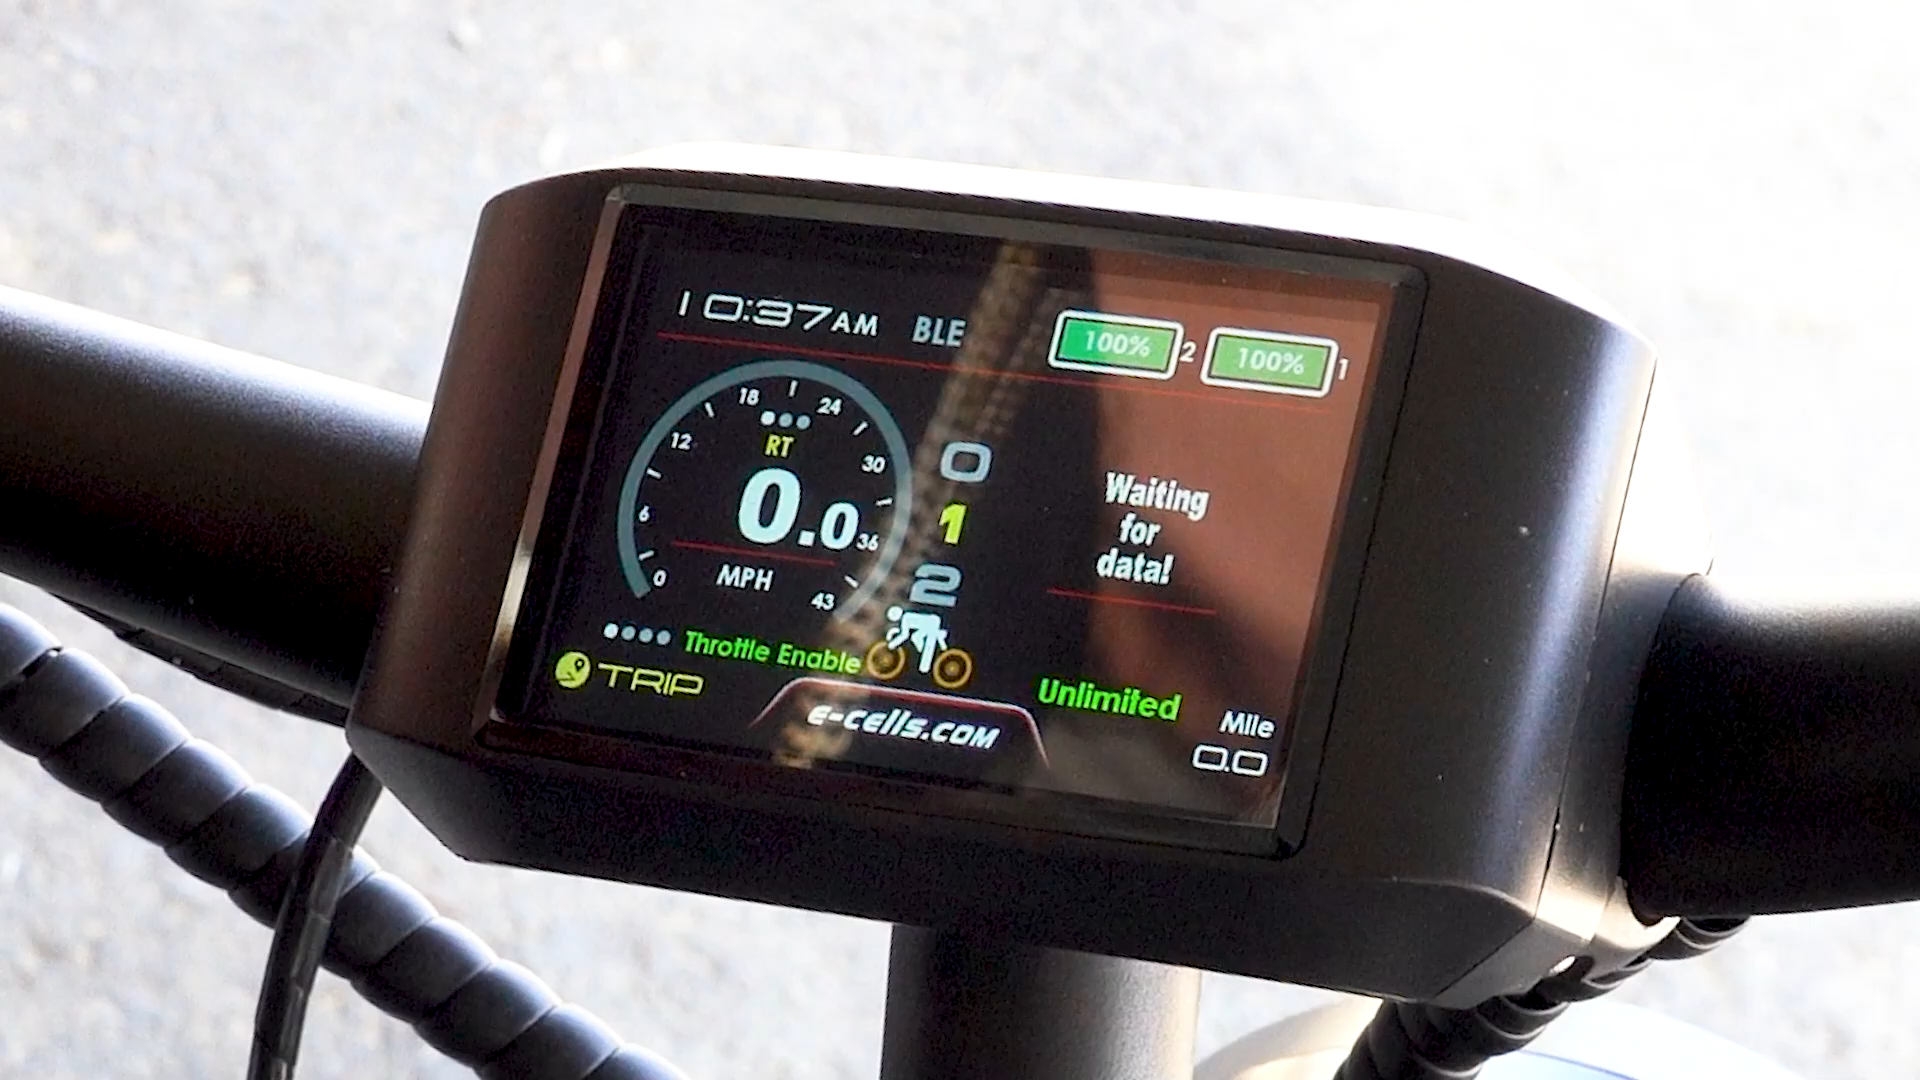 10:37AM BLE 100% 2 100% 1
18 24
12 RT 30
0.0
6 36
0 MPH 43
0
1
2
Waiting
for
data!
Throttle Enable
TRIP
e-cells.com
Unlimited
Mile
0.0